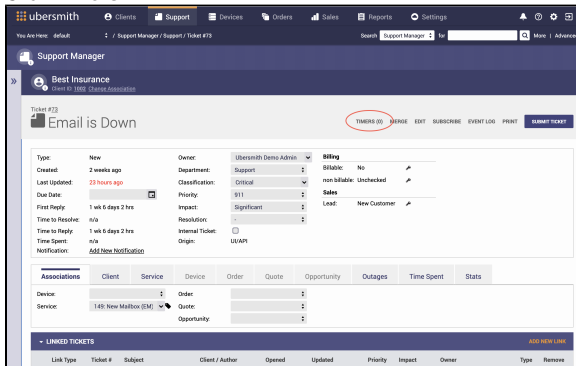 ubersmith Clients Support Devices Orders Sales Reports Settings
You Are Here: default / Support Manager / Support / Ticket #73 Search Support Manager for More | Advance
Support Manager
Best Insurance
Client ID: 1002 Change Association
Ticket #73
Email is Down TIMERS (0) MERGE EDIT SUBSCRIBE EVENT LOG PRINT SUBMIT TICKET
Type: New Owner: Ubersmith Demo Admin Billing
Created: 2 weeks ago Department: Support Billable: No
Last Updated: 23 hours ago Classification: Critical non billable: Unchecked
Due Date: Priority: 911 Sales
First Reply: 1 wk 6 days 2 hrs Impact: Significant Lead: New Customer
Time to Resolve: n/a Resolution: -
Time to Reply: 1 wk 6 days 2 hrs Internal Ticket:
Time Spent: n/a Origin: UI/API
Notification: Add New Notification
Associations Client Service Device Order Quote Opportunity Outages Time Spent Stats
Device: Order:
Service: 149: New Mailbox (EM) Quote:
Opportunity:
LINKED TICKETS ADD NEW LINK
Link Type Ticket # Subject Client / Author Opened Updated Priority Impact Owner Type Remove